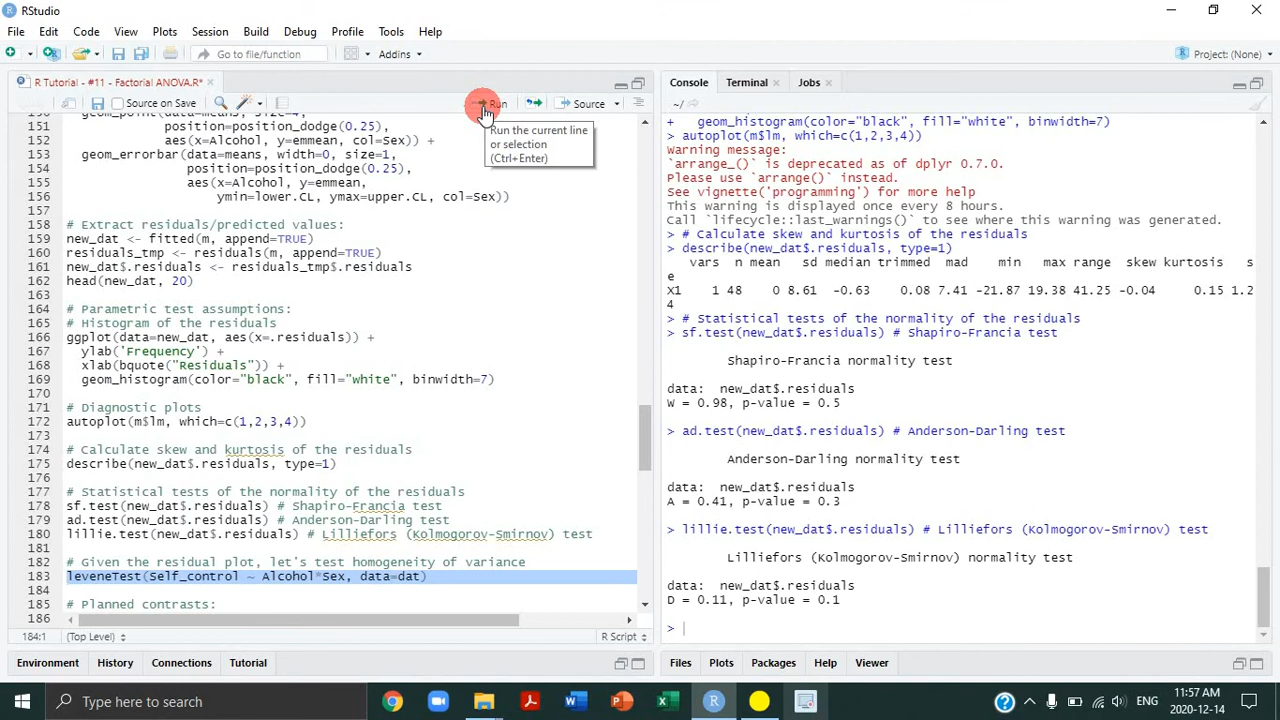 RStudio
File Edit Code View Plots Session Build Debug Profile Tools Help
Go to file/function
Addins
Project: (None)
R Tutorial - #11 - Factorial ANOVA.R*
Source on Save
Run
Source
Run the current line
or selection
(Ctrl+Enter)
151 position=position_dodge(0.25),
152 aes(x=Alcohol, y=emmean, col=Sex)) +
153 geom_errorbar(data=means, width=0, size=1,
154 position=position_dodge(0.25),
155 aes(x=Alcohol, y=emmean,
156 ymin=lower.CL, ymax=upper.CL, col=Sex))
157
158 # Extract residuals/predicted values:
159 new_dat <- fitted(m, append=TRUE)
160 residuals_tmp <- residuals(m, append=TRUE)
161 new_dat$.residuals <- residuals_tmp$.residuals
162 head(new_dat, 20)
163
164 # Parametric test assumptions:
165 # Histogram of the residuals
166 ggplot(data=new_dat, aes(x=.residuals)) +
167 ylab('Frequency') +
168 xlab(bquote("Residuals")) +
169 geom_histogram(color="black", fill="white", binwidth=7)
170
171 # Diagnostic plots
172 autoplot(m$lm, which=c(1,2,3,4))
173
174 # Calculate skew and kurtosis of the residuals
175 describe(new_dat$.residuals, type=1)
176
177 # Statistical tests of the normality of the residuals
178 sf.test(new_dat$.residuals) # Shapiro-Francia test
179 ad.test(new_dat$.residuals) # Anderson-Darling test
180 lillie.test(new_dat$.residuals) # Lilliefors (Kolmogorov-Smirnov) test
181
182 # Given the residual plot, let's test homogeneity of variance
183 leveneTest(Self_control ~ Alcohol*Sex, data=dat)
184
185 # Planned contrasts:
186
184:1 (Top Level)
R Script
Environment History Connections Tutorial
Console Terminal Jobs
~/
+ geom_histogram(color="black", fill="white", binwidth=7)
> autoplot(m$lm, which=c(1,2,3,4))
Warning message:
`arrange_()` is deprecated as of dplyr 0.7.0.
Please use `arrange()` instead.
See vignette('programming') for more help
This warning is displayed once every 8 hours.
Call `lifecycle::last_warnings()` to see where this warning was generated.
> # Calculate skew and kurtosis of the residuals
> describe(new_dat$.residuals, type=1)
vars n mean sd median trimmed mad min max range skew kurtosis s
e
X1 1 48 0 8.61 -0.63 0.08 7.41 -21.87 19.38 41.25 -0.04 0.15 1.2
4
> # Statistical tests of the normality of the residuals
> sf.test(new_dat$.residuals) # Shapiro-Francia test
Shapiro-Francia normality test
data: new_dat$.residuals
W = 0.98, p-value = 0.5
> ad.test(new_dat$.residuals) # Anderson-Darling test
Anderson-Darling normality test
data: new_dat$.residuals
A = 0.41, p-value = 0.3
> lillie.test(new_dat$.residuals) # Lilliefors (Kolmogorov-Smirnov) test
Lilliefors (Kolmogorov-Smirnov) normality test
data: new_dat$.residuals
D = 0.11, p-value = 0.1
>
Files Plots Packages Help Viewer
Type here to search
ENG
11:57 AM
2020-12-14